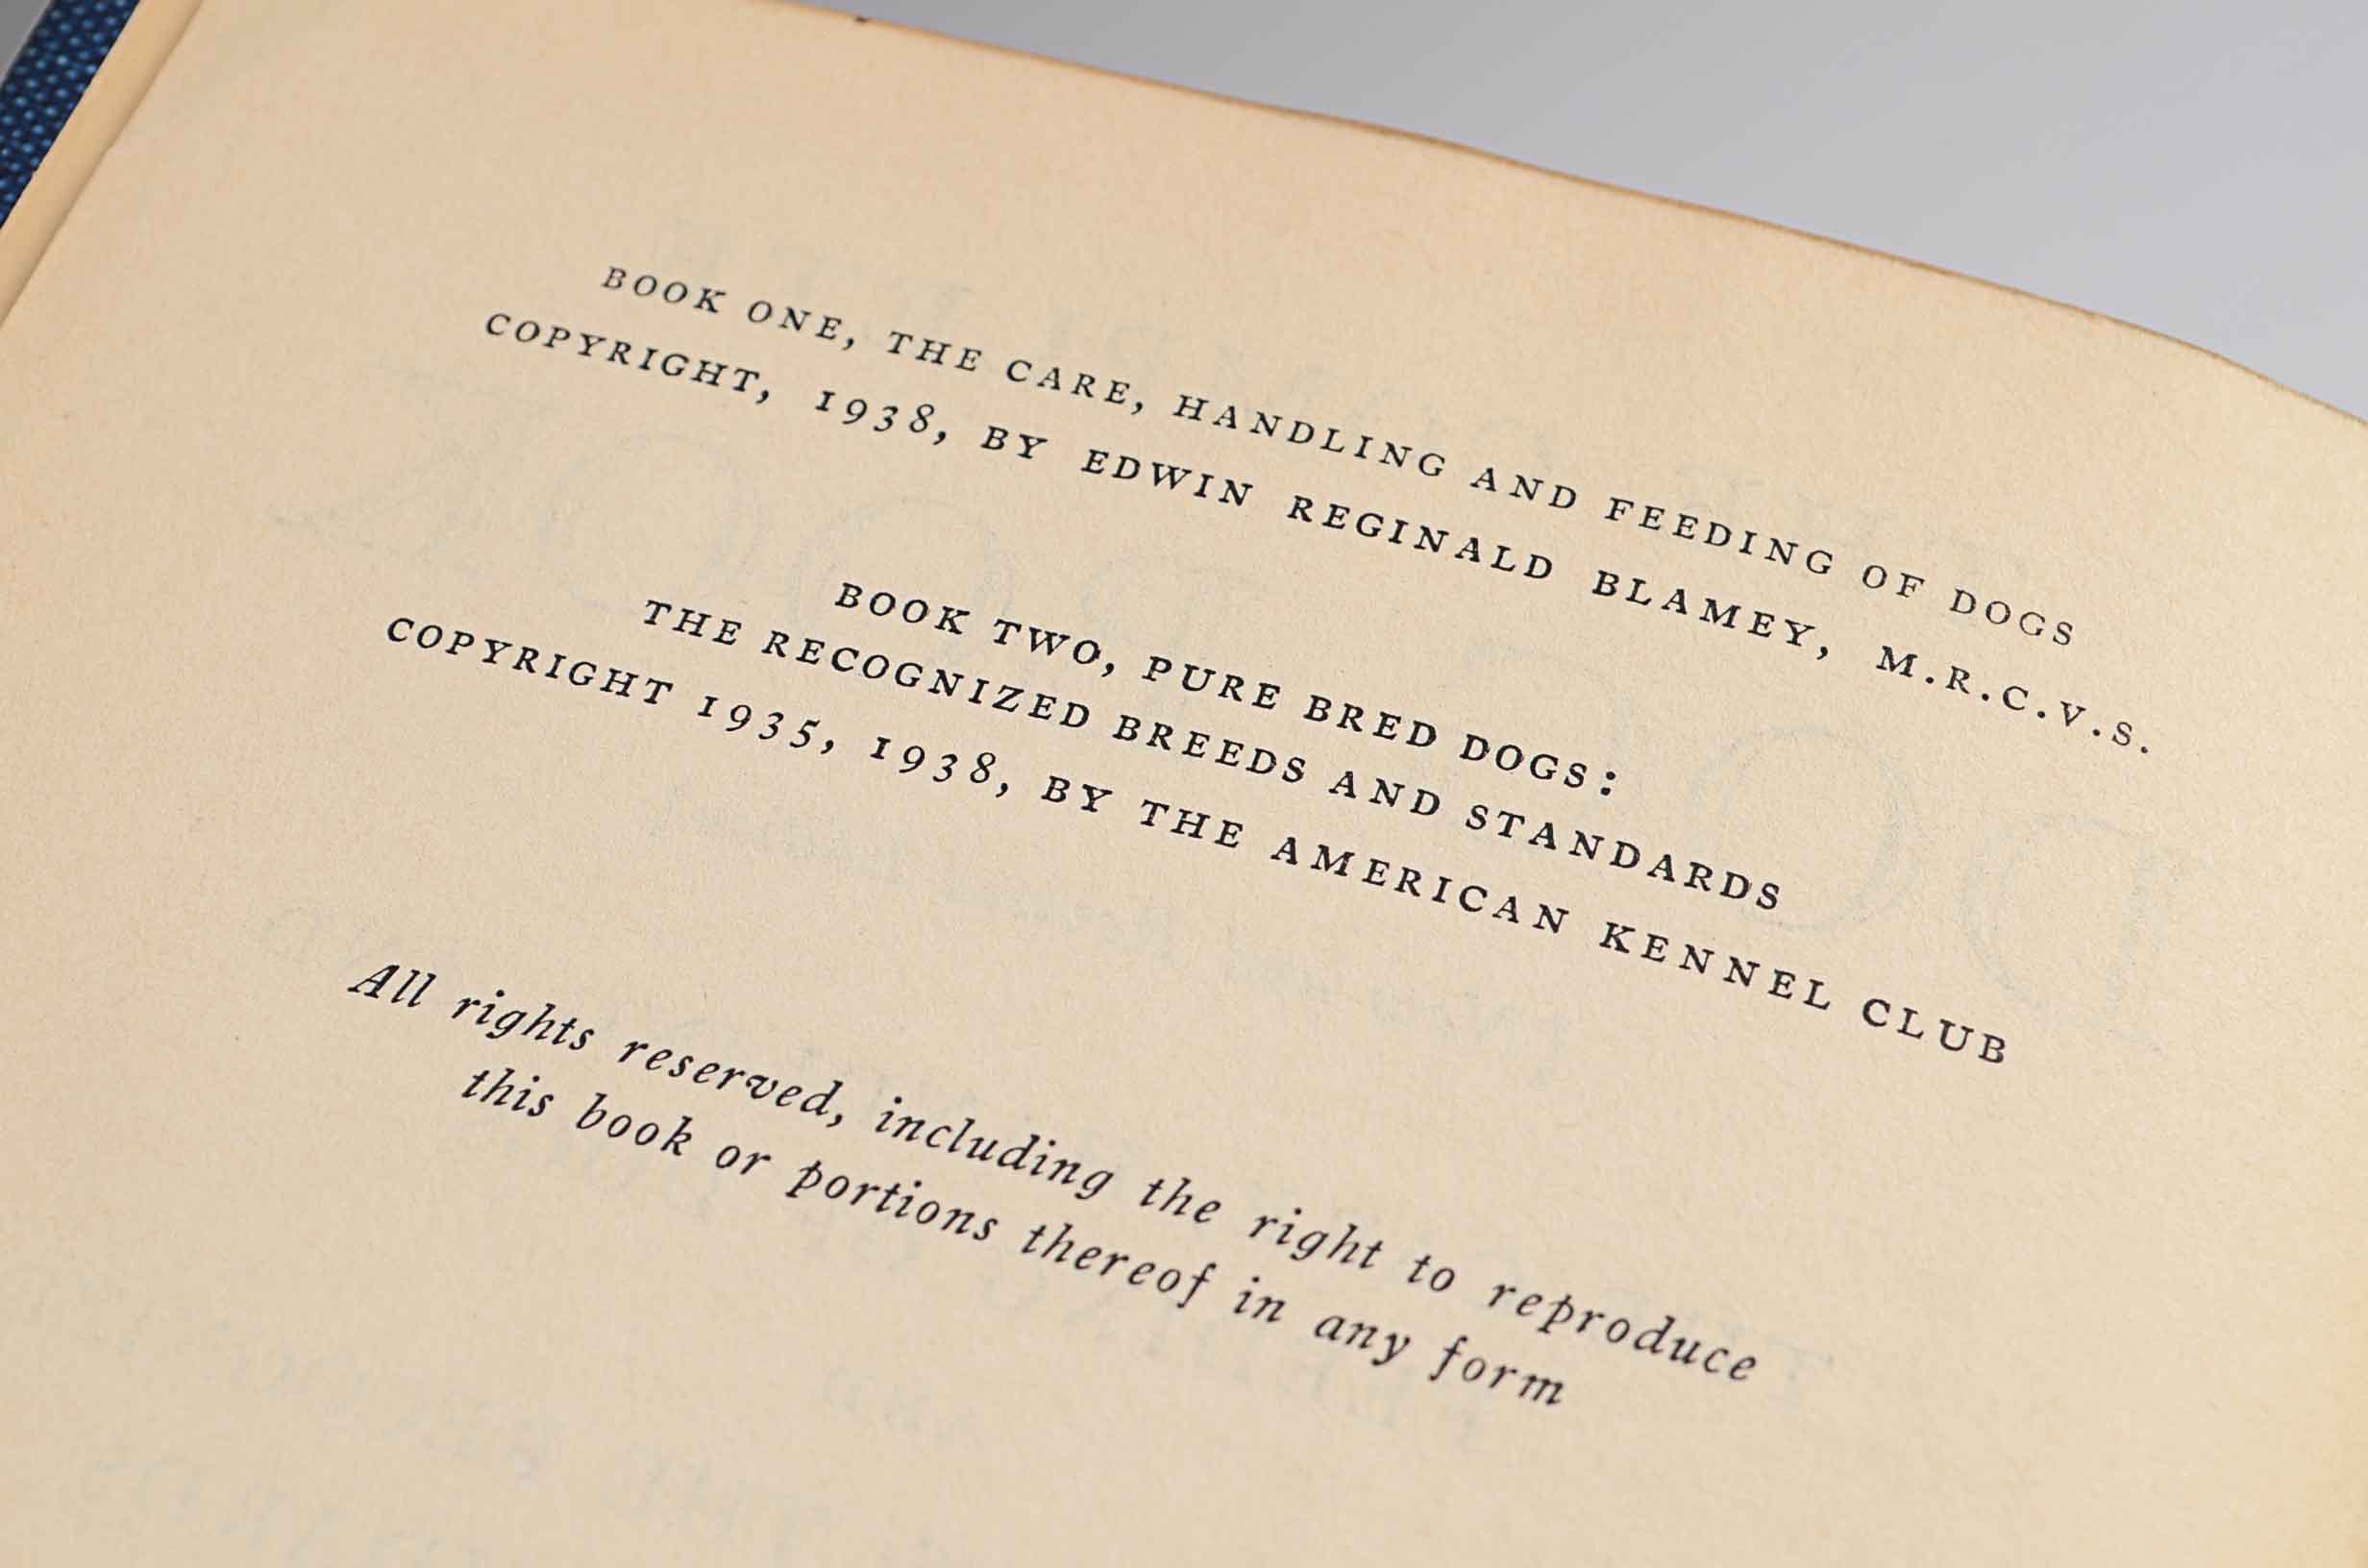 BOOK ONE, THE CARE, HANDLING AND FEEDING OF DOGS
COPYRIGHT, 1938, BY EDWIN REGINALD BLAMEY, M.R.C.V.S.
BOOK TWO, PURE BRED DOGS:
THE RECOGNIZED BREEDS AND STANDARDS
COPYRIGHT 1935, 1938, BY THE AMERICAN KENNEL CLUB
All rights reserved, including the right to reproduce
this book or portions thereof in any form